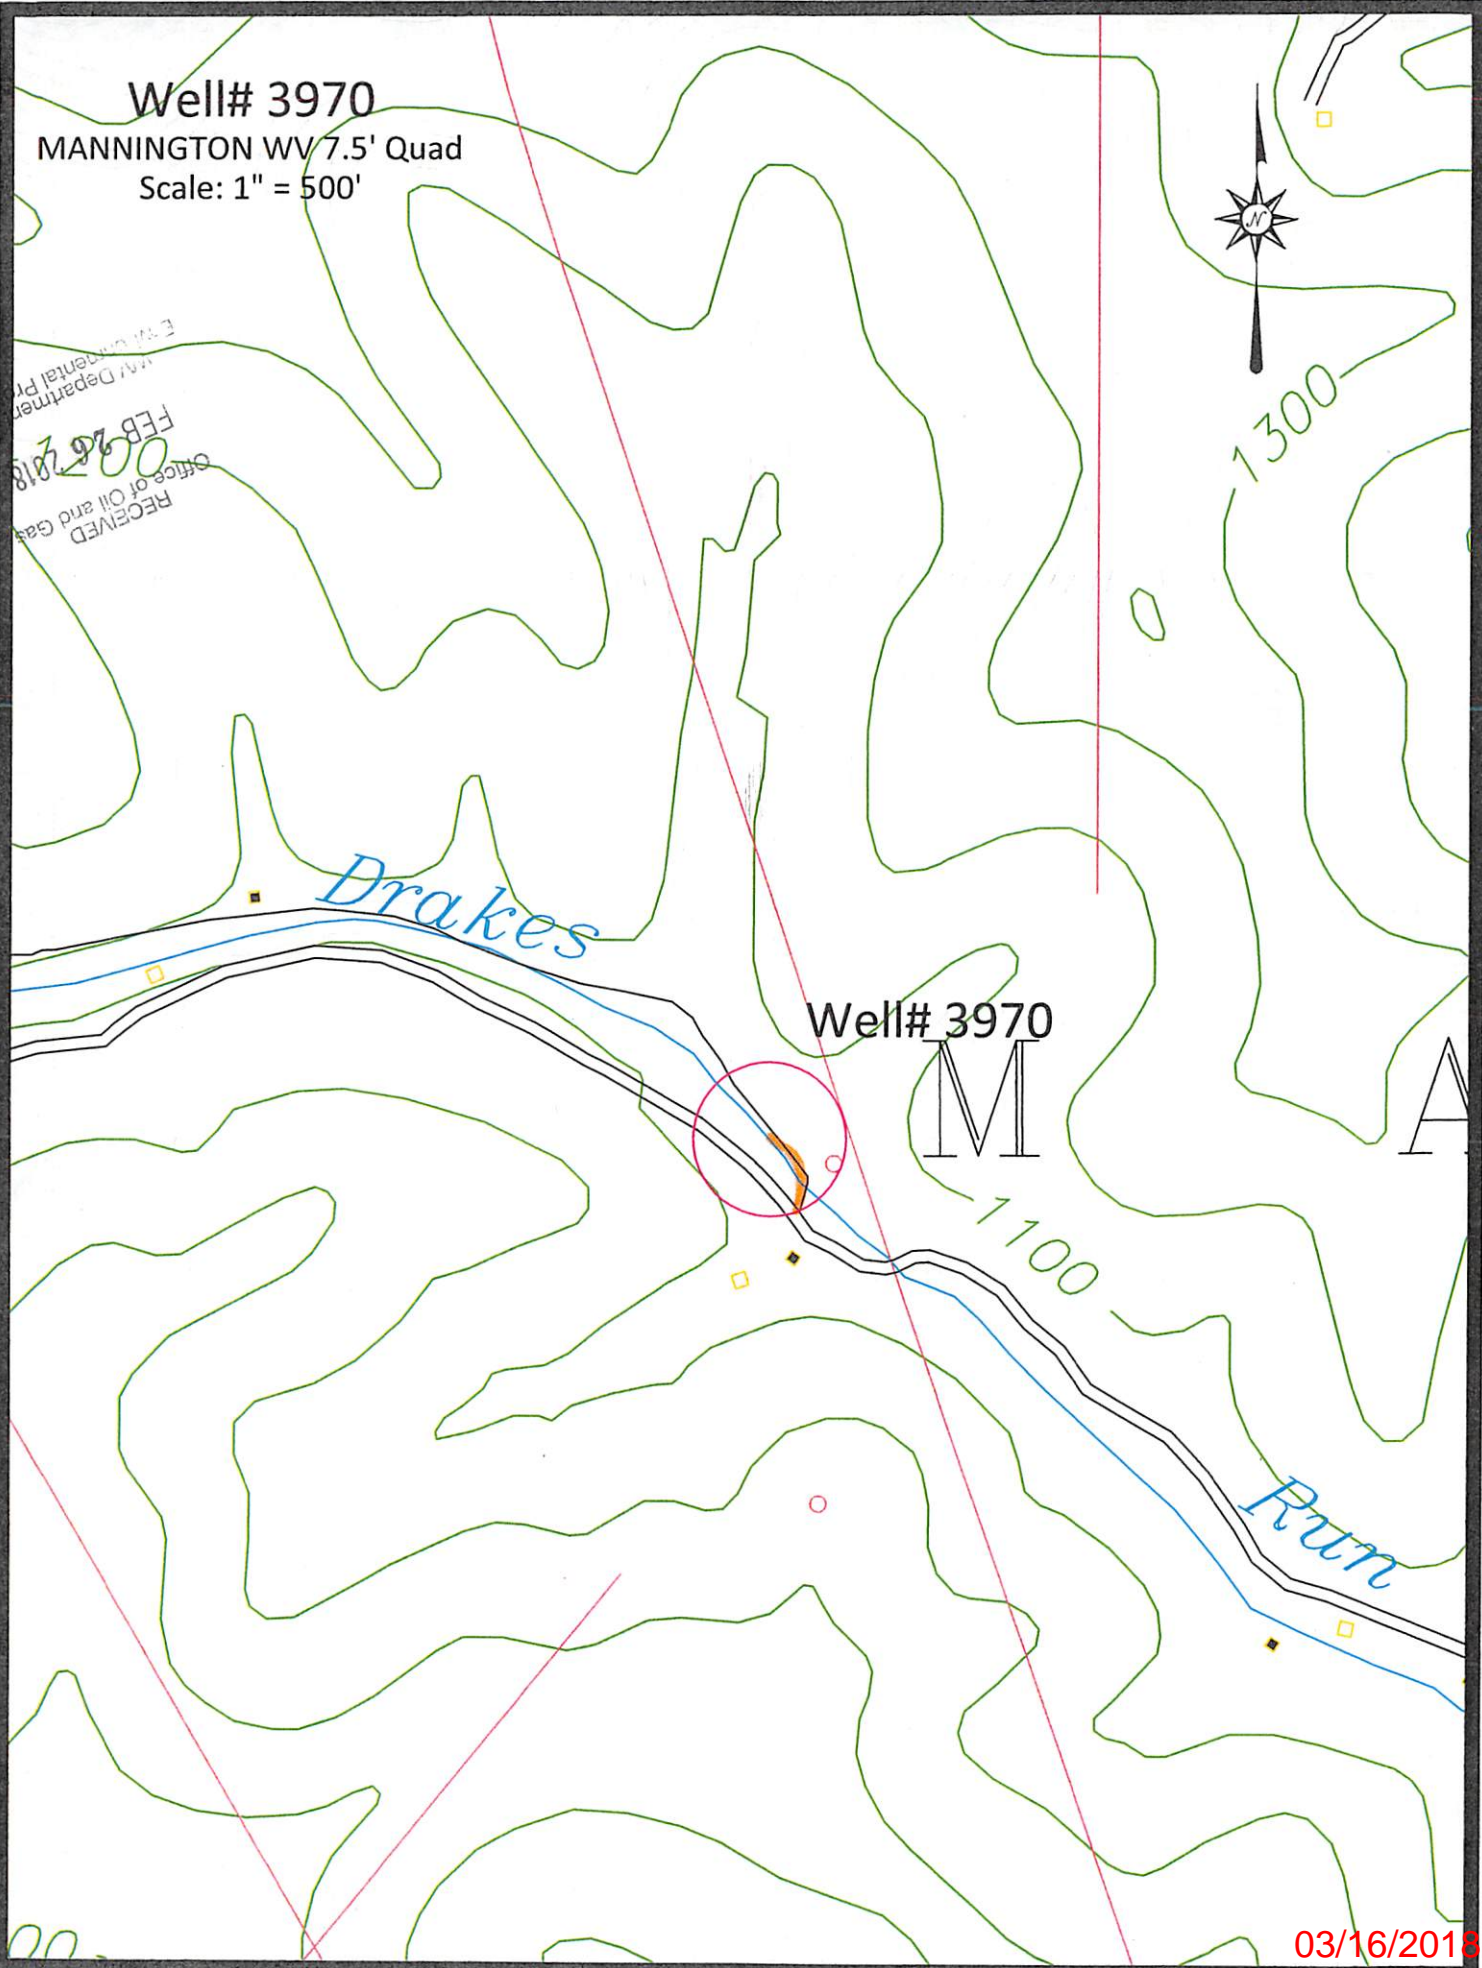 Well# 3970
MANNINGTON WV 7.5' Quad
Scale: 1" = 500'
N
1300
1200
RECEIVED
Office of Oil and Gas
FEB 26 2018
WV Department
Drakes
Well# 3970
M A
1100
Run
00
03/16/2018